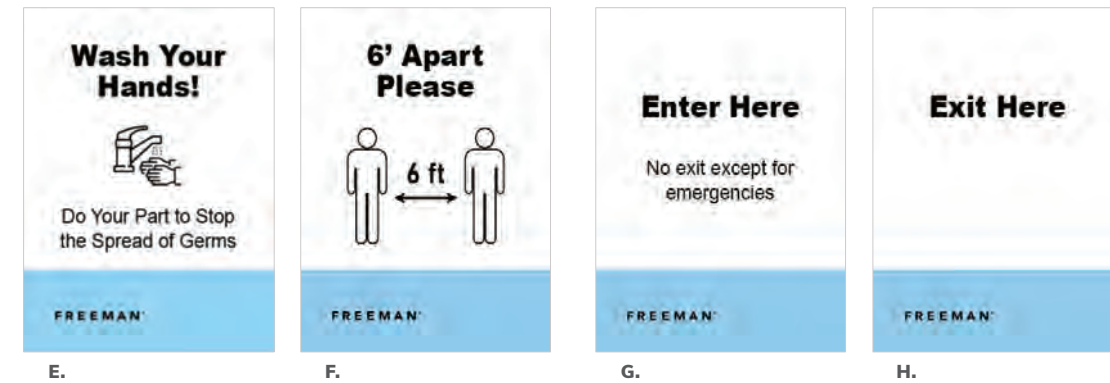 Wash Your
Hands!
Do Your Part to Stop
the Spread of Germs
FREEMAN
E.
6’ Apart
Please
6 ft
FREEMAN
F.
Enter Here
No exit except for
emergencies
FREEMAN
G.
Exit Here
FREEMAN
H.